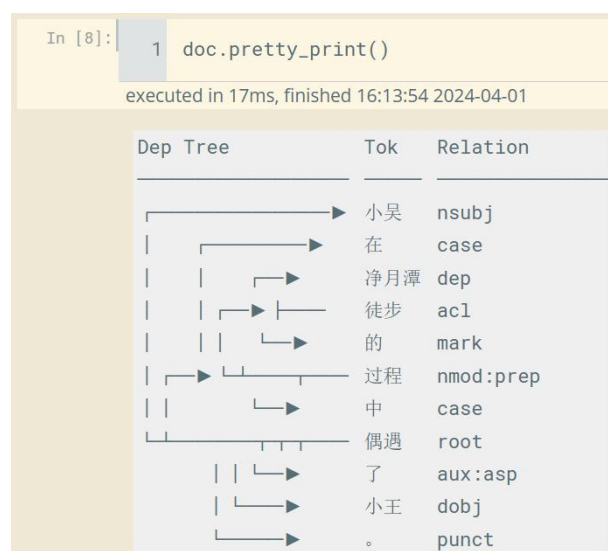 In [8]:
1 doc.pretty_print()
executed in 17ms, finished 16:13:54 2024-04-01
Dep Tree Tok Relation
小吴 nsubj
在 case
净月潭 dep
徒步 acl
的 mark
过程 nmod:prep
中 case
偶遇 root
了 aux:asp
小王 dobj
。 punct